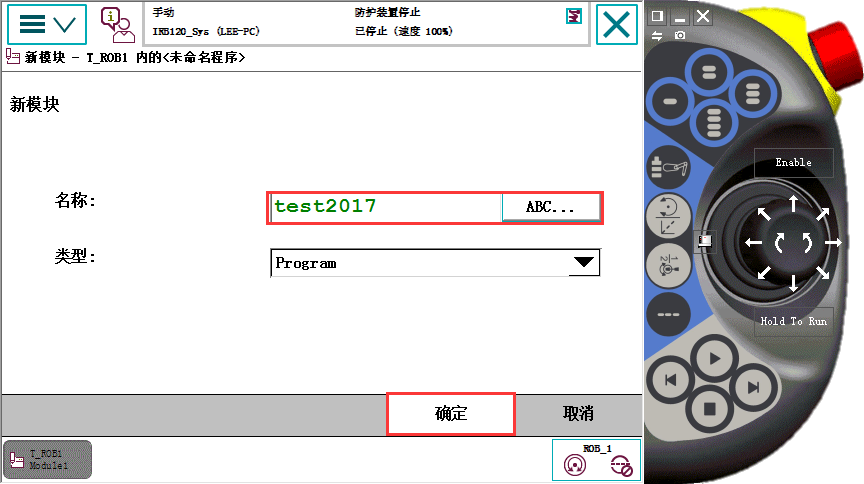 手动
防护装置停止
IRB120_Sys (LEE-PC)
已停止 (速度 100%)
新模块 - T_ROB1 内的<未命名程序>
新模块
名称:
test2017
ABC...
类型:
Program
确定
取消
T_ROB1
Module1
ROB_1
Enable
Hold To Run